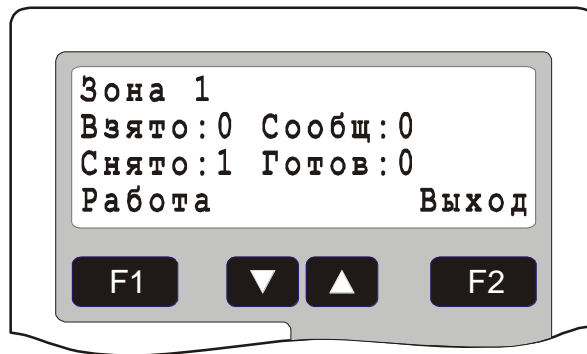 Зона 1
Взято:0 Сообщ:0
Снято:1 Готов:0
Работа Выход
F1 F2